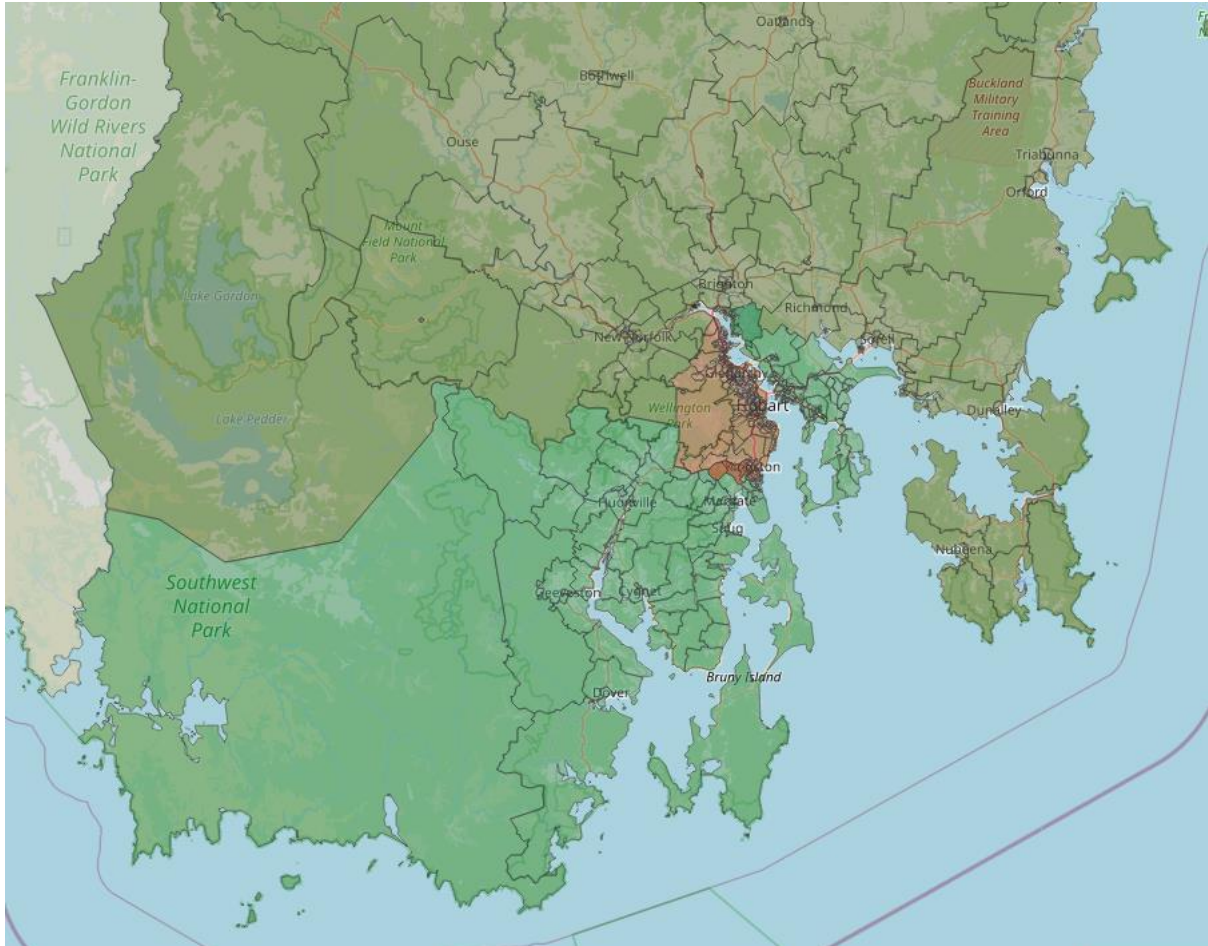 Oatlands
Franklin-
Gordon
Wild Rivers
National
Park
Bothwell
Buckland
Military
Training
Area
Ouse
Triabunna
Orford
Mount
Field National
Park
Lake Gordon
Brighton
Richmond
New Norfolk
Sorell
Glenorchy
Wellington
Park
Hobart
Lake Pedder
Dunalley
Kingston
Huonville
Margate
Snug
Nubeena
Southwest
National
Park
Geeveston
Cygnet
Bruny Island
Dover